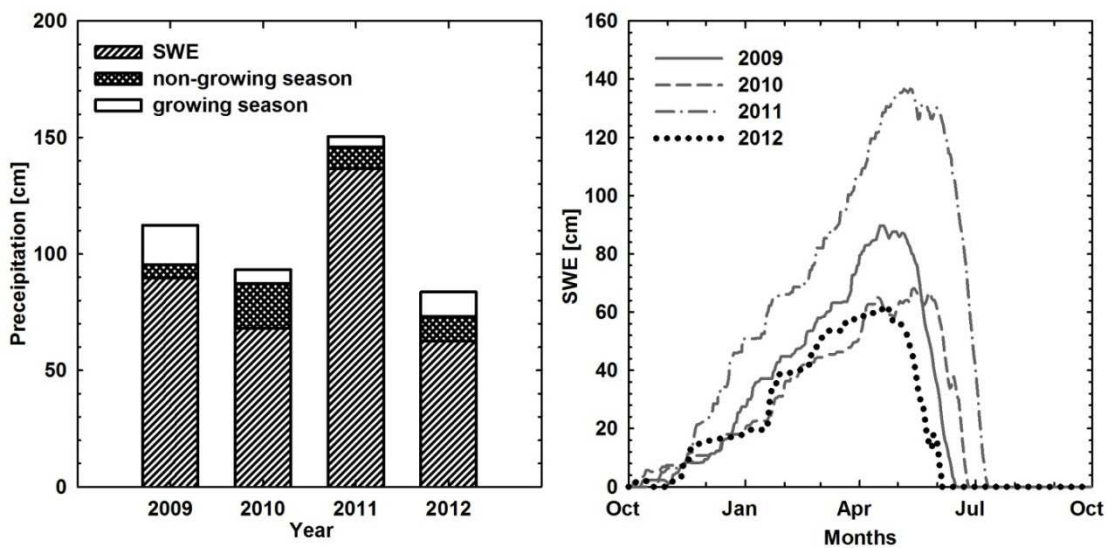 200
150
100
50
0
Preceipitation [cm]
SWE
non-growing season
growing season
2009
2010
2011
2012
Year
160
140
120
100
80
60
40
20
0
SWE [cm]
2009
2010
2011
2012
Oct
Jan
Apr
Jul
Oct
Months